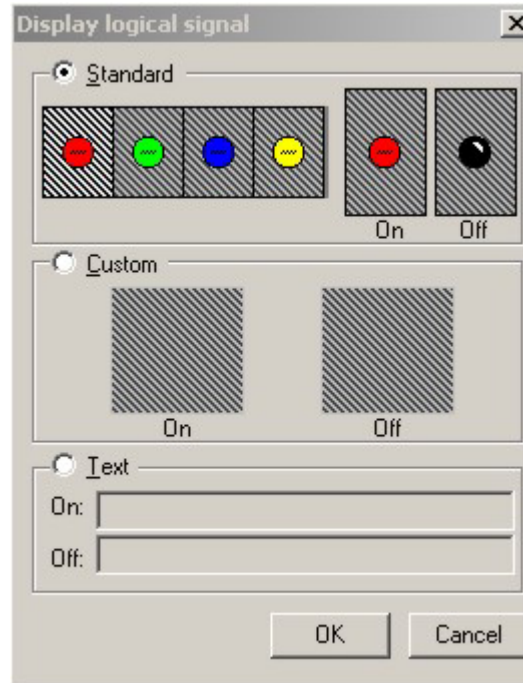 Display logical signal
Standard
On Off
Custom
On Off
Text
On:
Off:
OK Cancel